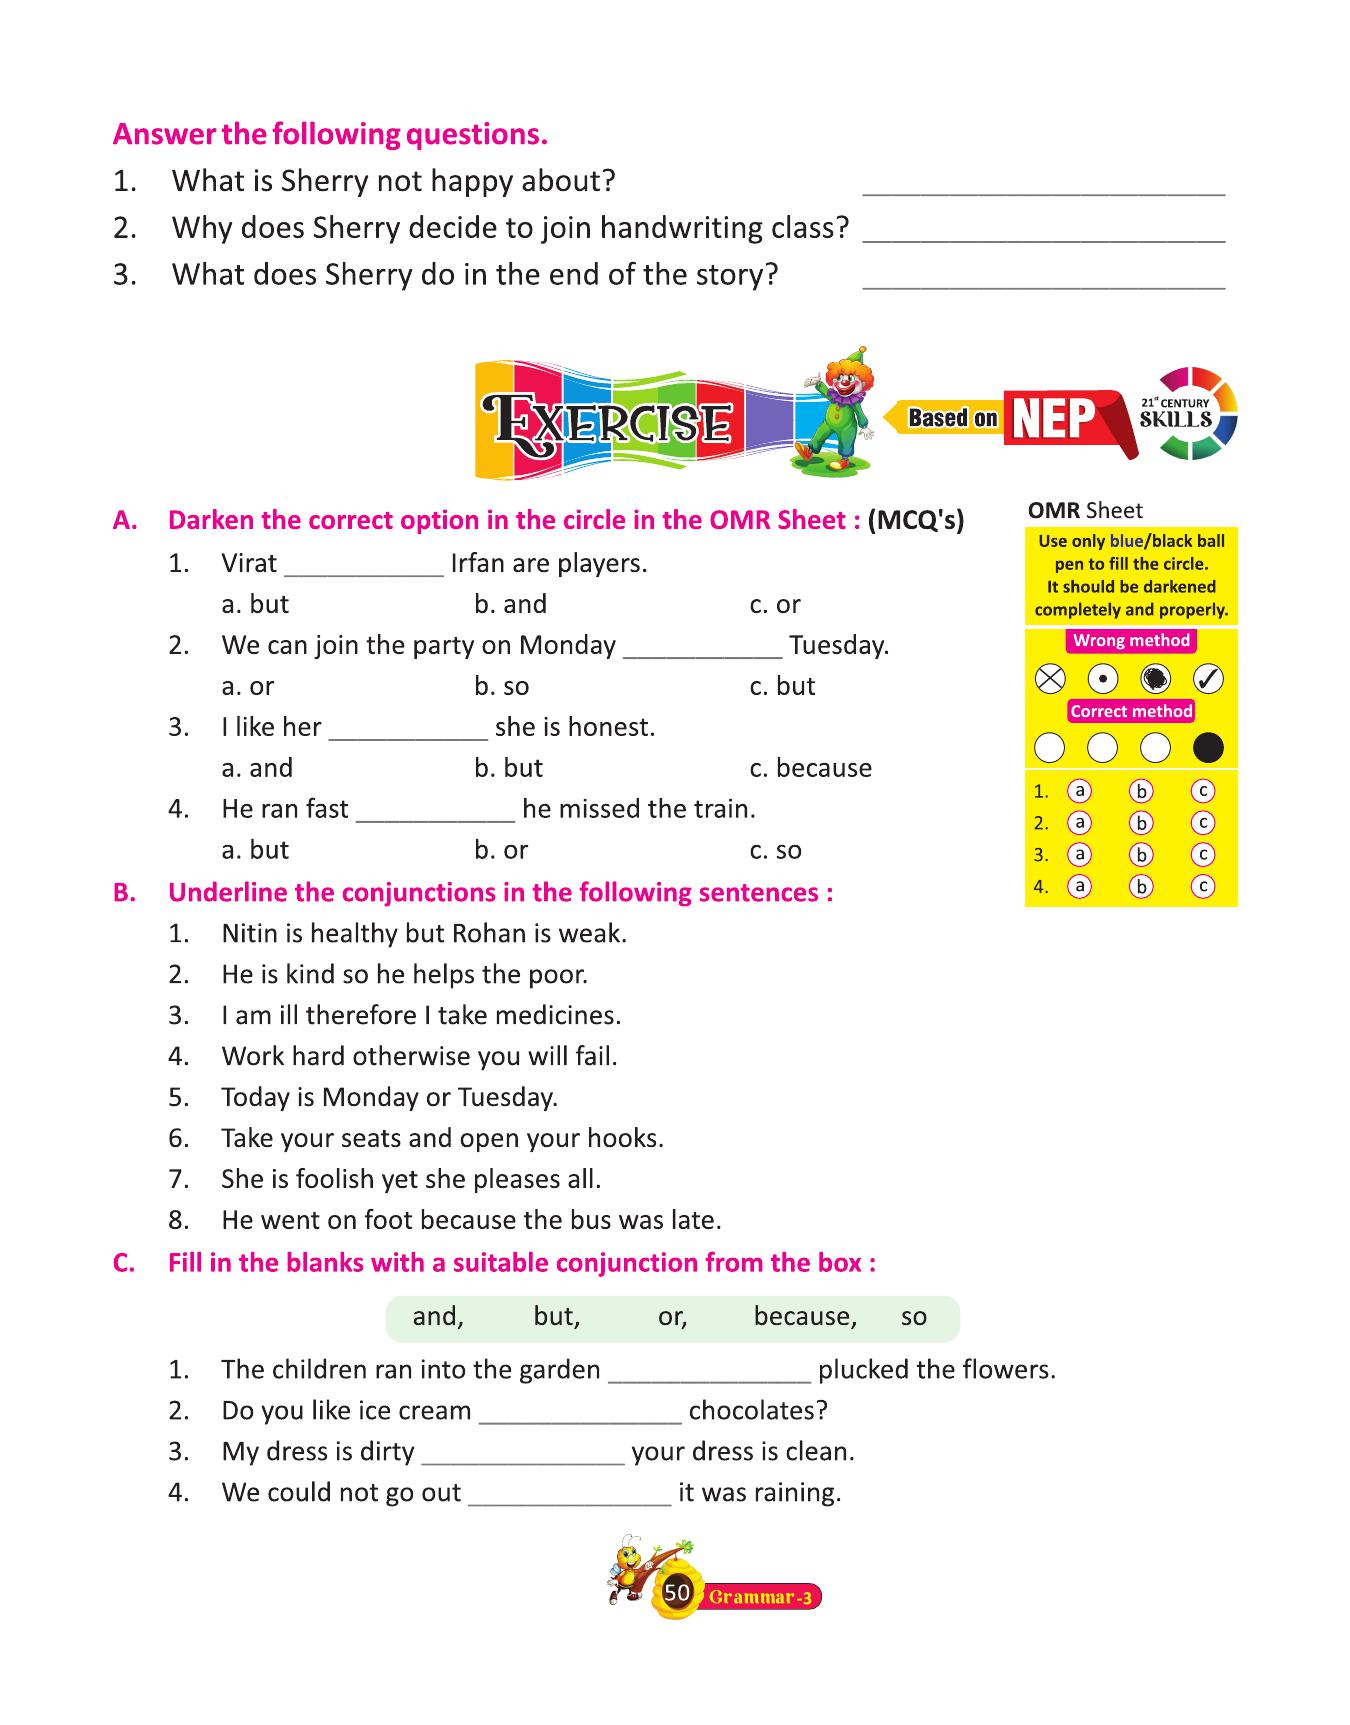 Answer the following questions.
1. What is Sherry not happy about? _______________________
2. Why does Sherry decide to join handwriting class? _______________________
3. What does Sherry do in the end of the story? _______________________
EXERCISE
Based on NEP
21st CENTURY
SKILLS
A. Darken the correct option in the circle in the OMR Sheet : (MCQ's)
1. Virat ___________ Irfan are players.
a. but b. and c. or
2. We can join the party on Monday ___________ Tuesday.
a. or b. so c. but
3. I like her ___________ she is honest.
a. and b. but c. because
4. He ran fast ___________ he missed the train.
a. but b. or c. so
OMR Sheet
Use only blue/black ball
pen to fill the circle.
It should be darkened
completely and properly.
Wrong method
Correct method
1. a b c
2. a b c
3. a b c
4. a b c
B. Underline the conjunctions in the following sentences :
1. Nitin is healthy but Rohan is weak.
2. He is kind so he helps the poor.
3. I am ill therefore I take medicines.
4. Work hard otherwise you will fail.
5. Today is Monday or Tuesday.
6. Take your seats and open your hooks.
7. She is foolish yet she pleases all.
8. He went on foot because the bus was late.
C. Fill in the blanks with a suitable conjunction from the box :
and, but, or, because, so
1. The children ran into the garden ______________ plucked the flowers.
2. Do you like ice cream ______________ chocolates?
3. My dress is dirty ______________ your dress is clean.
4. We could not go out ______________ it was raining.
50 Grammar-3